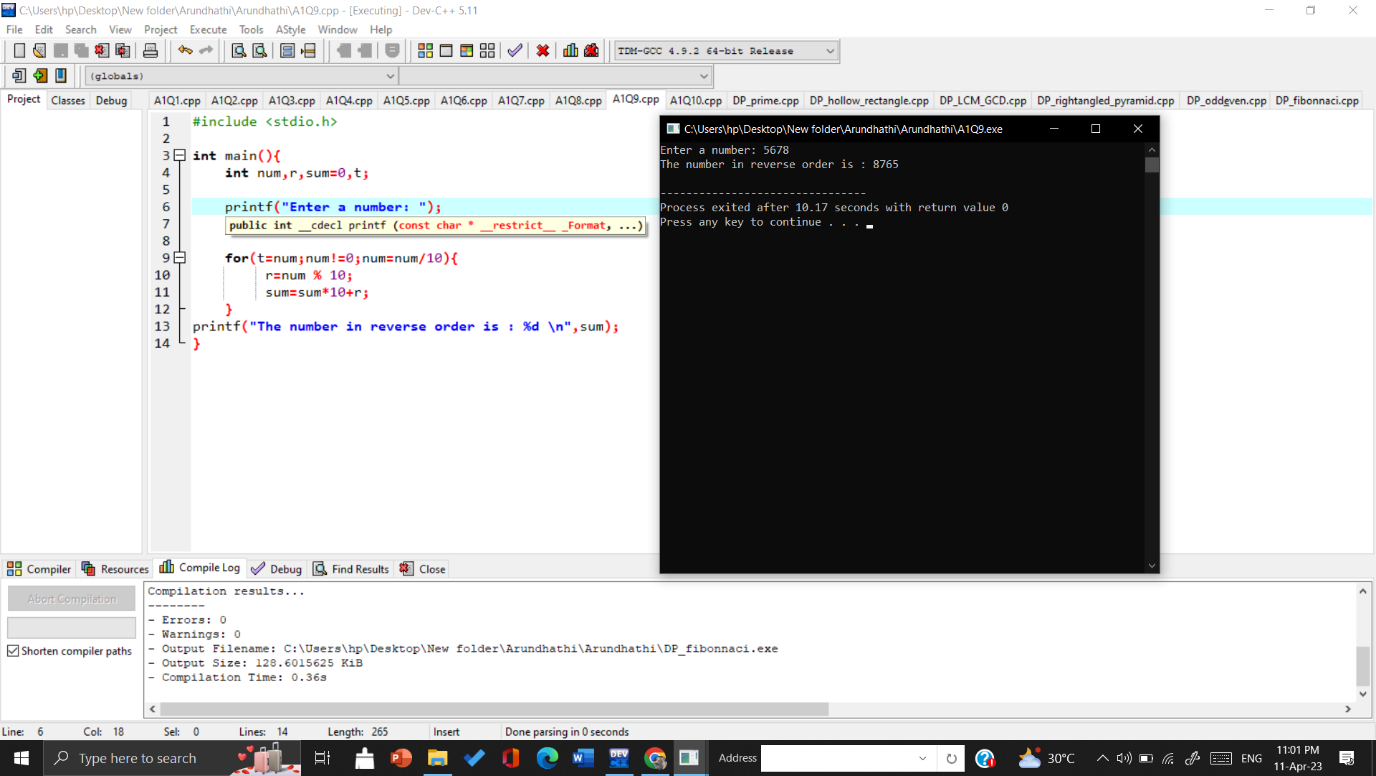 C:\Users\hp\Desktop\New folder\Arundhathi\Arundhathi\A1Q9.cpp - [Executing] - Dev-C++ 5.11
File Edit Search View Project Execute Tools AStyle Window Help
TDM-GCC 4.9.2 64-bit Release
(globals)
Project Classes Debug
A1Q1.cpp A1Q2.cpp A1Q3.cpp A1Q4.cpp A1Q5.cpp A1Q6.cpp A1Q7.cpp A1Q8.cpp A1Q9.cpp A1Q10.cpp DP_prime.cpp DP_hollow_rectangle.cpp DP_LCM_GCD.cpp DP_rightangled_pyramid.cpp DP_oddeven.cpp DP_fibonnaci.cpp
1 #include <stdio.h>
2
3 int main(){
4 int num,r,sum=0,t;
5
6 printf("Enter a number: ");
7 public int __cdecl printf (const char * __restrict__ _Format, ...)
8
9 for(t=num;num!=0;num=num/10){
10 r=num % 10;
11 sum=sum*10+r;
12 }
13 printf("The number in reverse order is : %d \n",sum);
14 }
C:\Users\hp\Desktop\New folder\Arundhathi\Arundhathi\A1Q9.exe
Enter a number: 5678
The number in reverse order is : 8765
--------------------------------
Process exited after 10.17 seconds with return value 0
Press any key to continue . . .
Compiler Resources Compile Log Debug Find Results Close
Abort Compilation
Shorten compiler paths
Compilation results...
--------
- Errors: 0
- Warnings: 0
- Output Filename: C:\Users\hp\Desktop\New folder\Arundhathi\Arundhathi\DP_fibonnaci.exe
- Output Size: 128.6015625 KiB
- Compilation Time: 0.36s
Line: 6 Col: 18 Sel: 0 Lines: 14 Length: 265 Insert Done parsing in 0 seconds
Type here to search
DEV
Address
30°C
ENG
11:01 PM
11-Apr-23